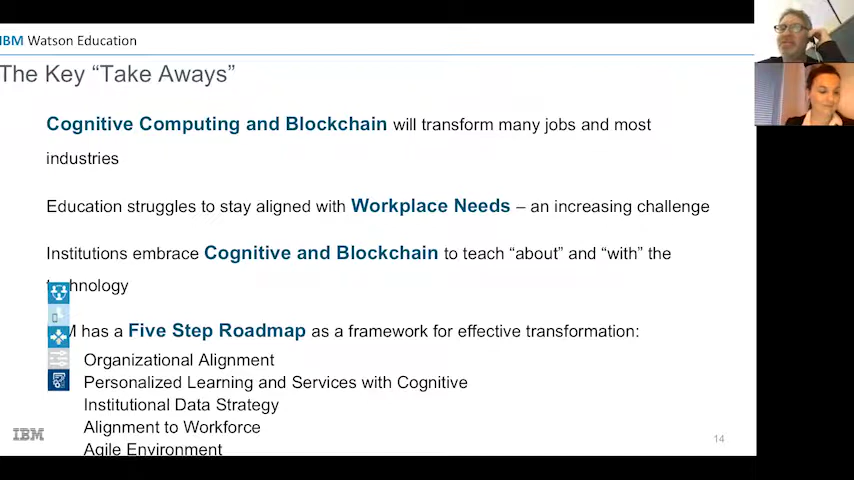 IBM Watson Education
The Key “Take Aways”
Cognitive Computing and Blockchain will transform many jobs and most
industries
Education struggles to stay aligned with Workplace Needs – an increasing challenge
Institutions embrace Cognitive and Blockchain to teach “about” and “with” the
technology
M has a Five Step Roadmap as a framework for effective transformation:
Organizational Alignment
Personalized Learning and Services with Cognitive
Institutional Data Strategy
Alignment to Workforce
Agile Environment
IBM
14